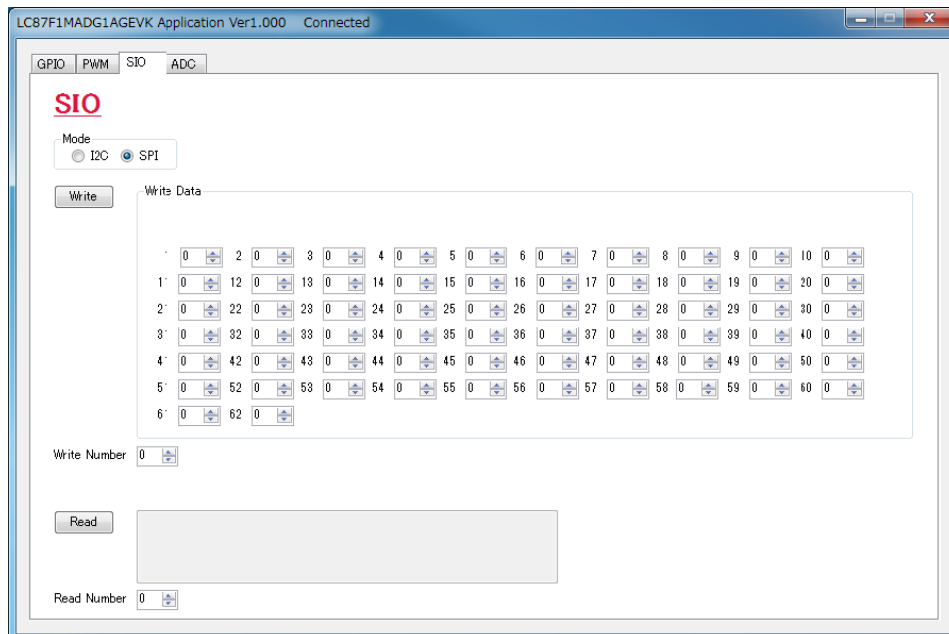 LC87F1MADG1AGEVK Application Ver1.000 Connected
GPIO PWM SIO ADC
SIO
Mode
I2C SPI
Write
Write Data
0 2 0 3 0 4 0 5 0 6 0 7 0 8 0 9 0 10 0
0 12 0 13 0 14 0 15 0 16 0 17 0 18 0 19 0 20 0
0 22 0 23 0 24 0 25 0 26 0 27 0 28 0 29 0 30 0
0 32 0 33 0 34 0 35 0 36 0 37 0 38 0 39 0 40 0
0 42 0 43 0 44 0 45 0 46 0 47 0 48 0 49 0 50 0
0 52 0 53 0 54 0 55 0 56 0 57 0 58 0 59 0 60 0
0 62 0
Write Number 0
Read
Read Number 0